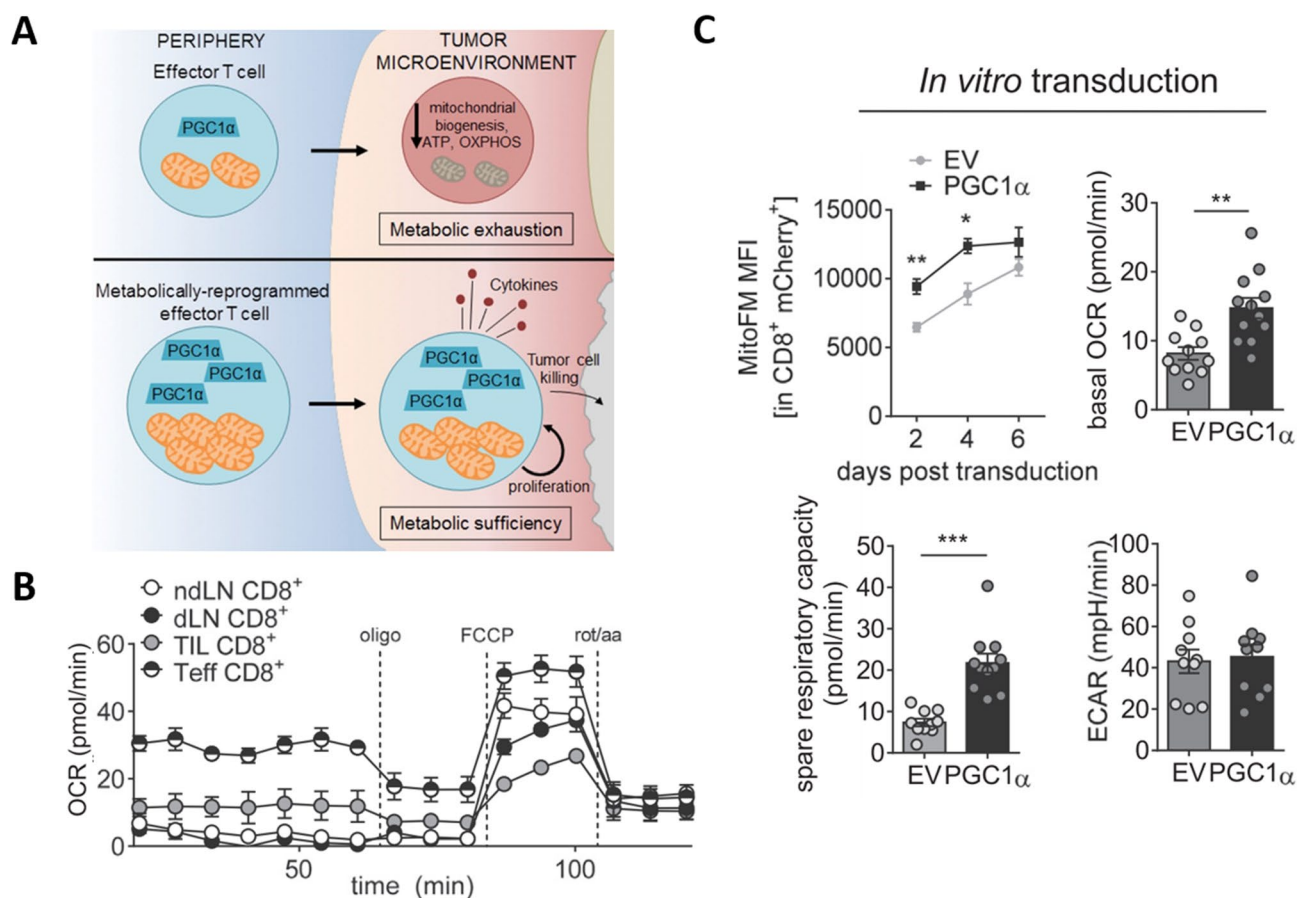 A
PERIPHERY
Effector T cell
PGC1α
TUMOR
MICROENVIRONMENT
mitochondrial
biogenesis,
ATP, OXPHOS
Metabolic exhaustion
Metabolically-reprogrammed
effector T cell
PGC1α
PGC1α
PGC1α
Cytokines
PGC1α
PGC1α
PGC1α
Tumor cell
killing
proliferation
Metabolic sufficiency
B
ndLN CD8+
dLN CD8+
TIL CD8+
Teff CD8+
oligo
FCCP
rot/aa
OCR (pmol/min)
60
40
20
0
50
100
time (min)
C
In vitro transduction
EV
PGC1α
MitoFM MFI
[in CD8+ mCherry+]
15000
10000
5000
0
**
*
2
4
6
days post transduction
basal OCR (pmol/min)
30
20
10
0
**
EV PGC1α
spare respiratory capacity
(pmol/min)
50
40
30
20
10
0
***
EV PGC1α
ECAR (mpH/min)
100
80
60
40
20
0
EV PGC1α